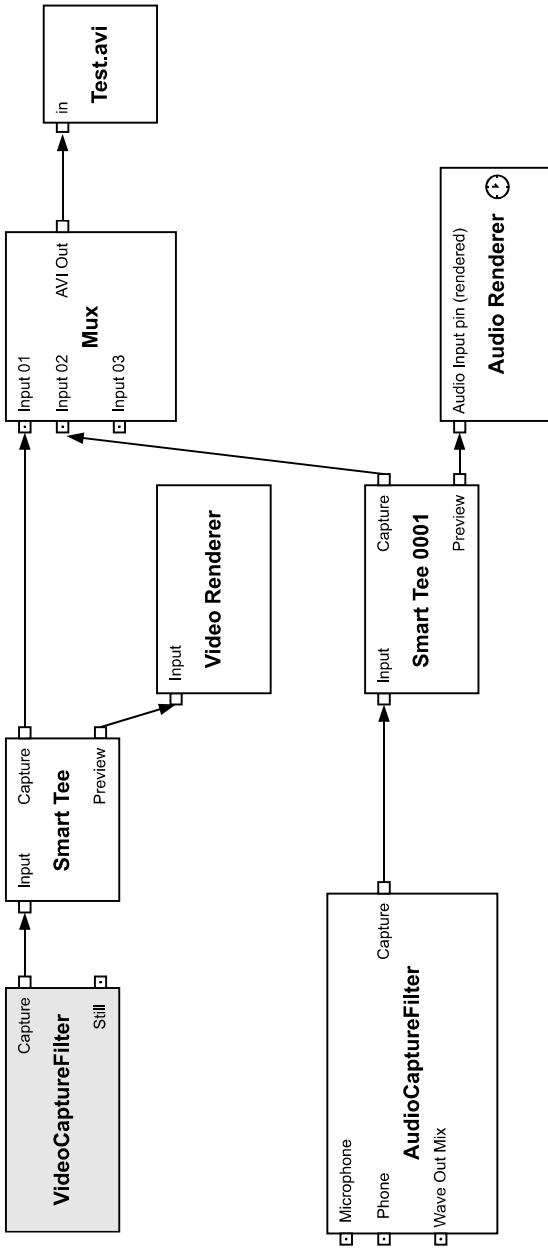 VideoCaptureFilter
Capture
Still
Smart Tee
Input
Capture
Preview
Mux
Input 01
Input 02
Input 03
AVI Out
Test.avi
in
Video Renderer
Input
AudioCaptureFilter
Microphone
Phone
Wave Out Mix
Capture
Smart Tee 0001
Input
Capture
Preview
Audio Renderer
Audio Input pin (rendered)